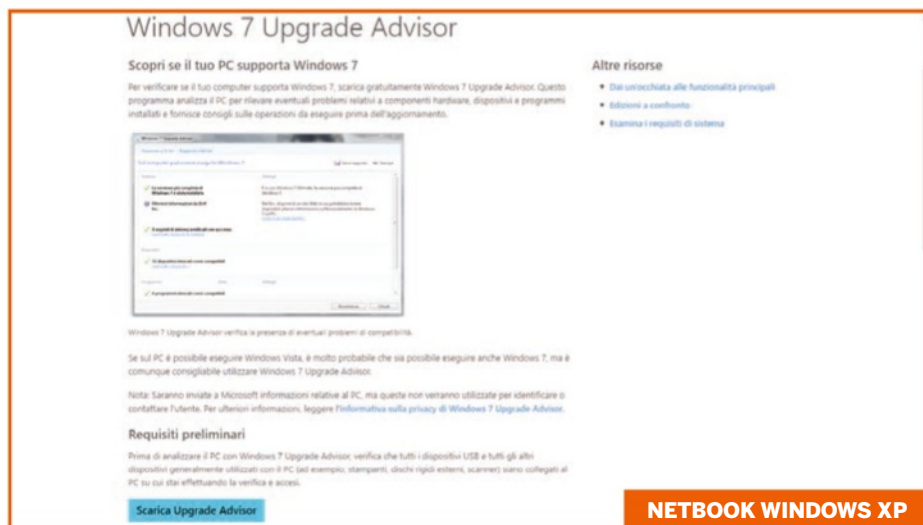 Windows 7 Upgrade Advisor
Scopri se il tuo PC supporta Windows 7
Per verificare se il tuo computer supporta Windows 7, scarica gratuitamente Windows 7 Upgrade Advisor. Questo
programma analizza il PC per rilevare eventuali problemi relativi a componenti hardware, dispositivi e programmi
installati e fornisce consigli sulle operazioni da eseguire prima dell'aggiornamento.
Windows 7 Upgrade Advisor verifica la presenza di eventuali problemi di compatibilità.
Se sul PC è possibile eseguire Windows Vista, è molto probabile che sia possibile eseguire anche Windows 7, ma è
comunque consigliabile utilizzare Windows 7 Upgrade Advisor.
Nota: Saranno inviate a Microsoft informazioni relative al PC, ma queste non verranno utilizzate per identificare o
contattare l'utente. Per ulteriori informazioni, leggere l'informativa sulla privacy di Windows 7 Upgrade Advisor.
Requisiti preliminari
Prima di analizzare il PC con Windows 7 Upgrade Advisor, verifica che tutti i dispositivi USB e tutti gli altri
dispositivi generalmente utilizzati con il PC (ad esempio, stampanti, dischi rigidi esterni, scanner) siano collegati al
PC su cui stai effettuando la verifica e accesi.
Scarica Upgrade Advisor
Altre risorse
Dai un'occhiata alle funzionalità principali
Edizioni a confronto
Esamina i requisiti di sistema
NETBOOK WINDOWS XP